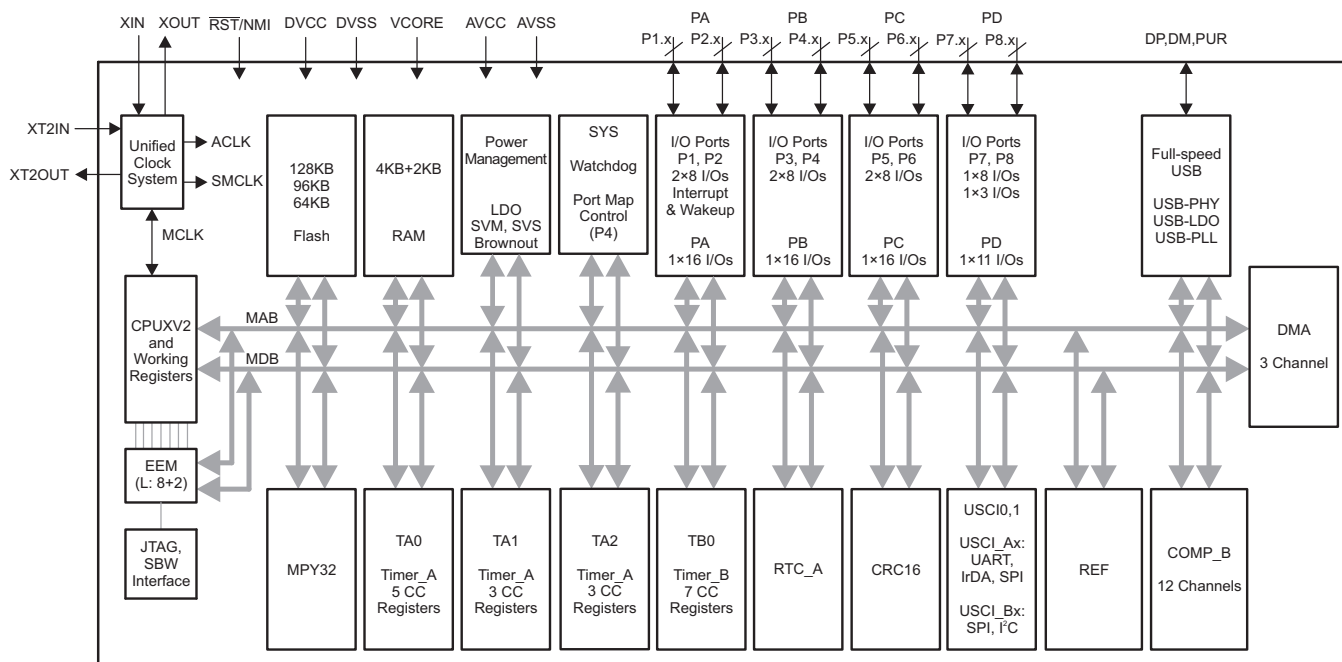 XIN
XOUT
RST/NMI
DVCC
DVSS
VCORE
AVCC
AVSS
PA
P1.x
P2.x
PB
P3.x
P4.x
PC
P5.x
P6.x
PD
P7.x
P8.x
DP,DM,PUR
XT2IN
XT2OUT
Unified
Clock
System
ACLK
SMCLK
MCLK
128KB
96KB
64KB
Flash
4KB+2KB
RAM
Power
Management
LDO
SVM, SVS
Brownout
SYS
Watchdog
Port Map
Control
(P4)
I/O Ports
P1, P2
2×8 I/Os
Interrupt
& Wakeup
PA
1×16 I/Os
I/O Ports
P3, P4
2×8 I/Os
PB
1×16 I/Os
I/O Ports
P5, P6
2×8 I/Os
PC
1×16 I/Os
I/O Ports
P7, P8
1×8 I/Os
1×3 I/Os
PD
1×11 I/Os
Full-speed
USB
USB-PHY
USB-LDO
USB-PLL
CPUXV2
and
Working
Registers
MAB
MDB
DMA
3 Channel
EEM
(L: 8+2)
JTAG,
SBW
Interface
MPY32
TA0
Timer_A
5 CC
Registers
TA1
Timer_A
3 CC
Registers
TA2
Timer_A
3 CC
Registers
TB0
Timer_B
7 CC
Registers
RTC_A
CRC16
USCI0,1
USCI_Ax:
UART,
IrDA, SPI
USCI_Bx:
SPI, I²C
REF
COMP_B
12 Channels